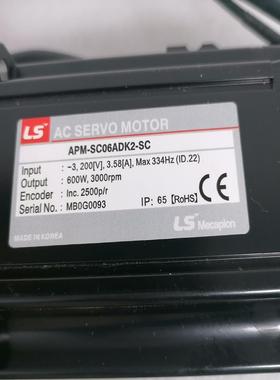 LS AC SERVO MOTOR
APM-SC06ADK2-SC
Input : ~3, 200[V], 3.58[A], Max 334Hz (ID.22)
Output : 600W, 3000rpm
Encoder : Inc. 2500p/r
Serial No. : MB0G0093 IP: 65 [RoHS] CE
MADE IN KOREA LS Mecapion